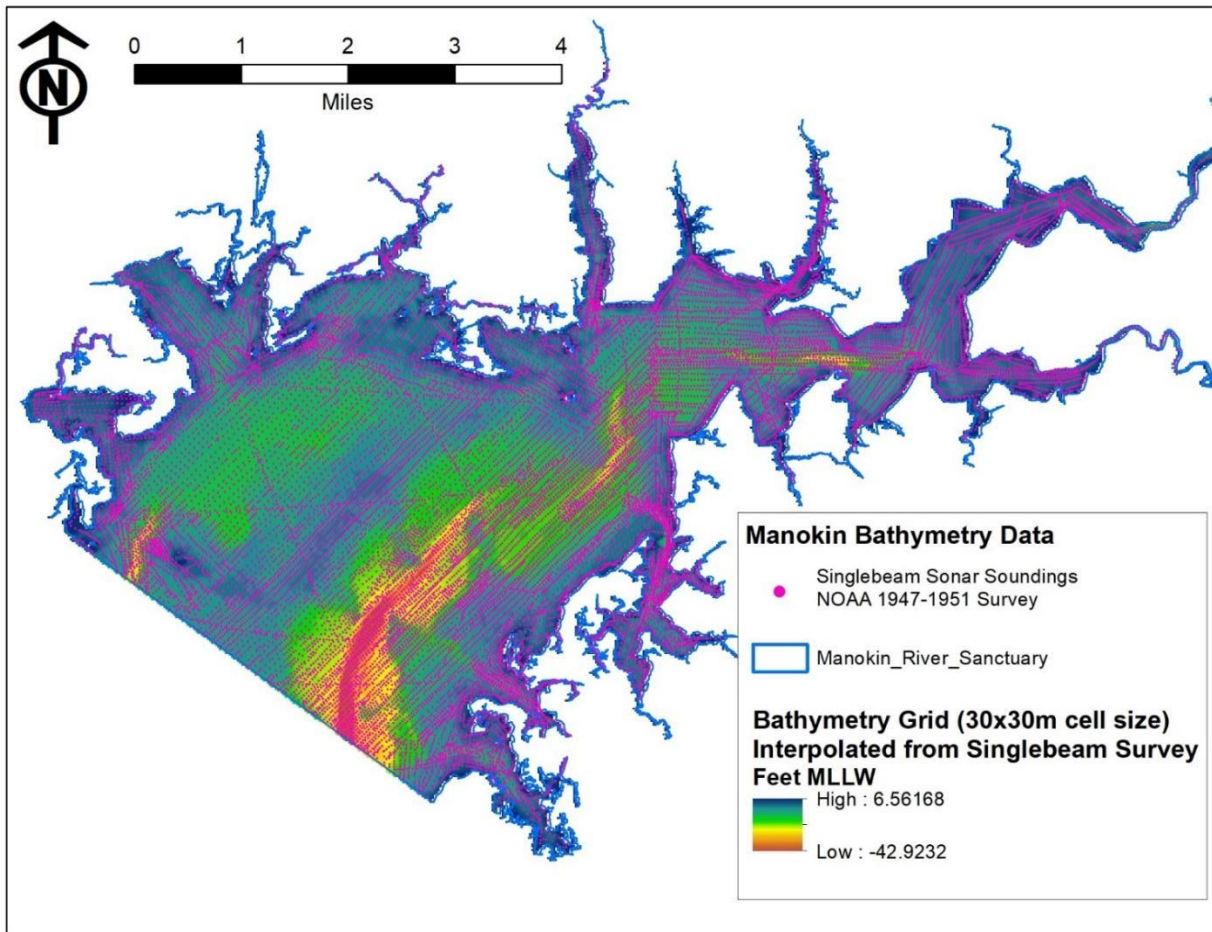 N
0 1 2 3 4
Miles
Manokin Bathymetry Data
Singlebeam Sonar Soundings
NOAA 1947-1951 Survey
Manokin_River_Sanctuary
Bathymetry Grid (30x30m cell size)
Interpolated from Singlebeam Survey
Feet MLLW
High : 6.56168
Low : -42.9232